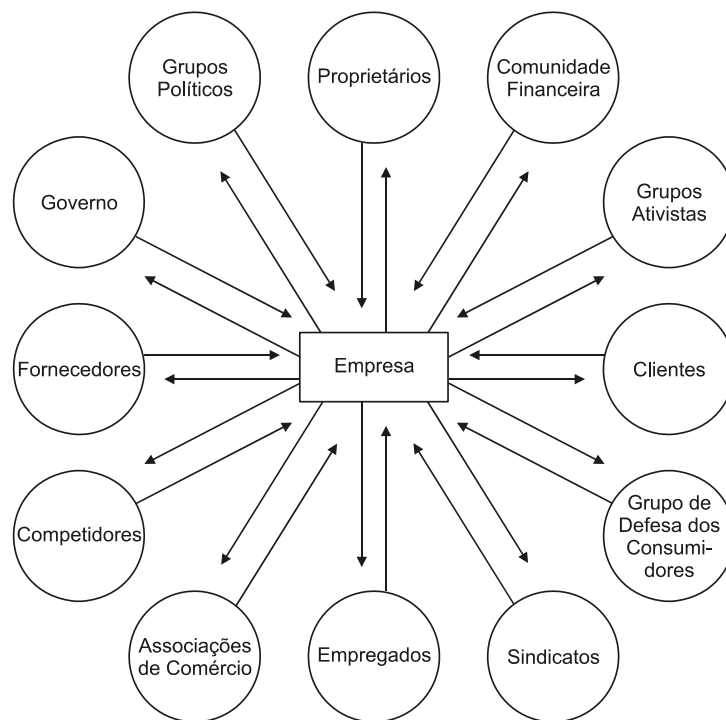 Grupos
Políticos
Proprietários
Comunidade
Financeira
Governo
Grupos
Ativistas
Fornecedores
Empresa
Clientes
Competidores
Grupo de
Defesa dos
Consumi-
dores
Associações
de Comércio
Empregados
Sindicatos